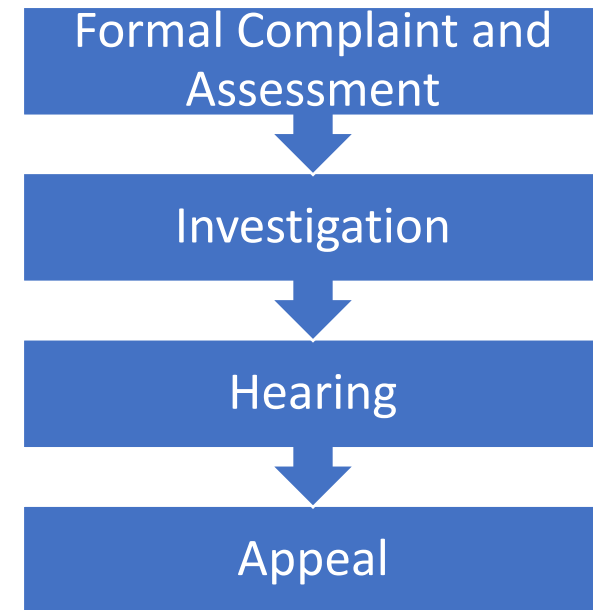 Formal Complaint and
Assessment
Investigation
Hearing
Appeal